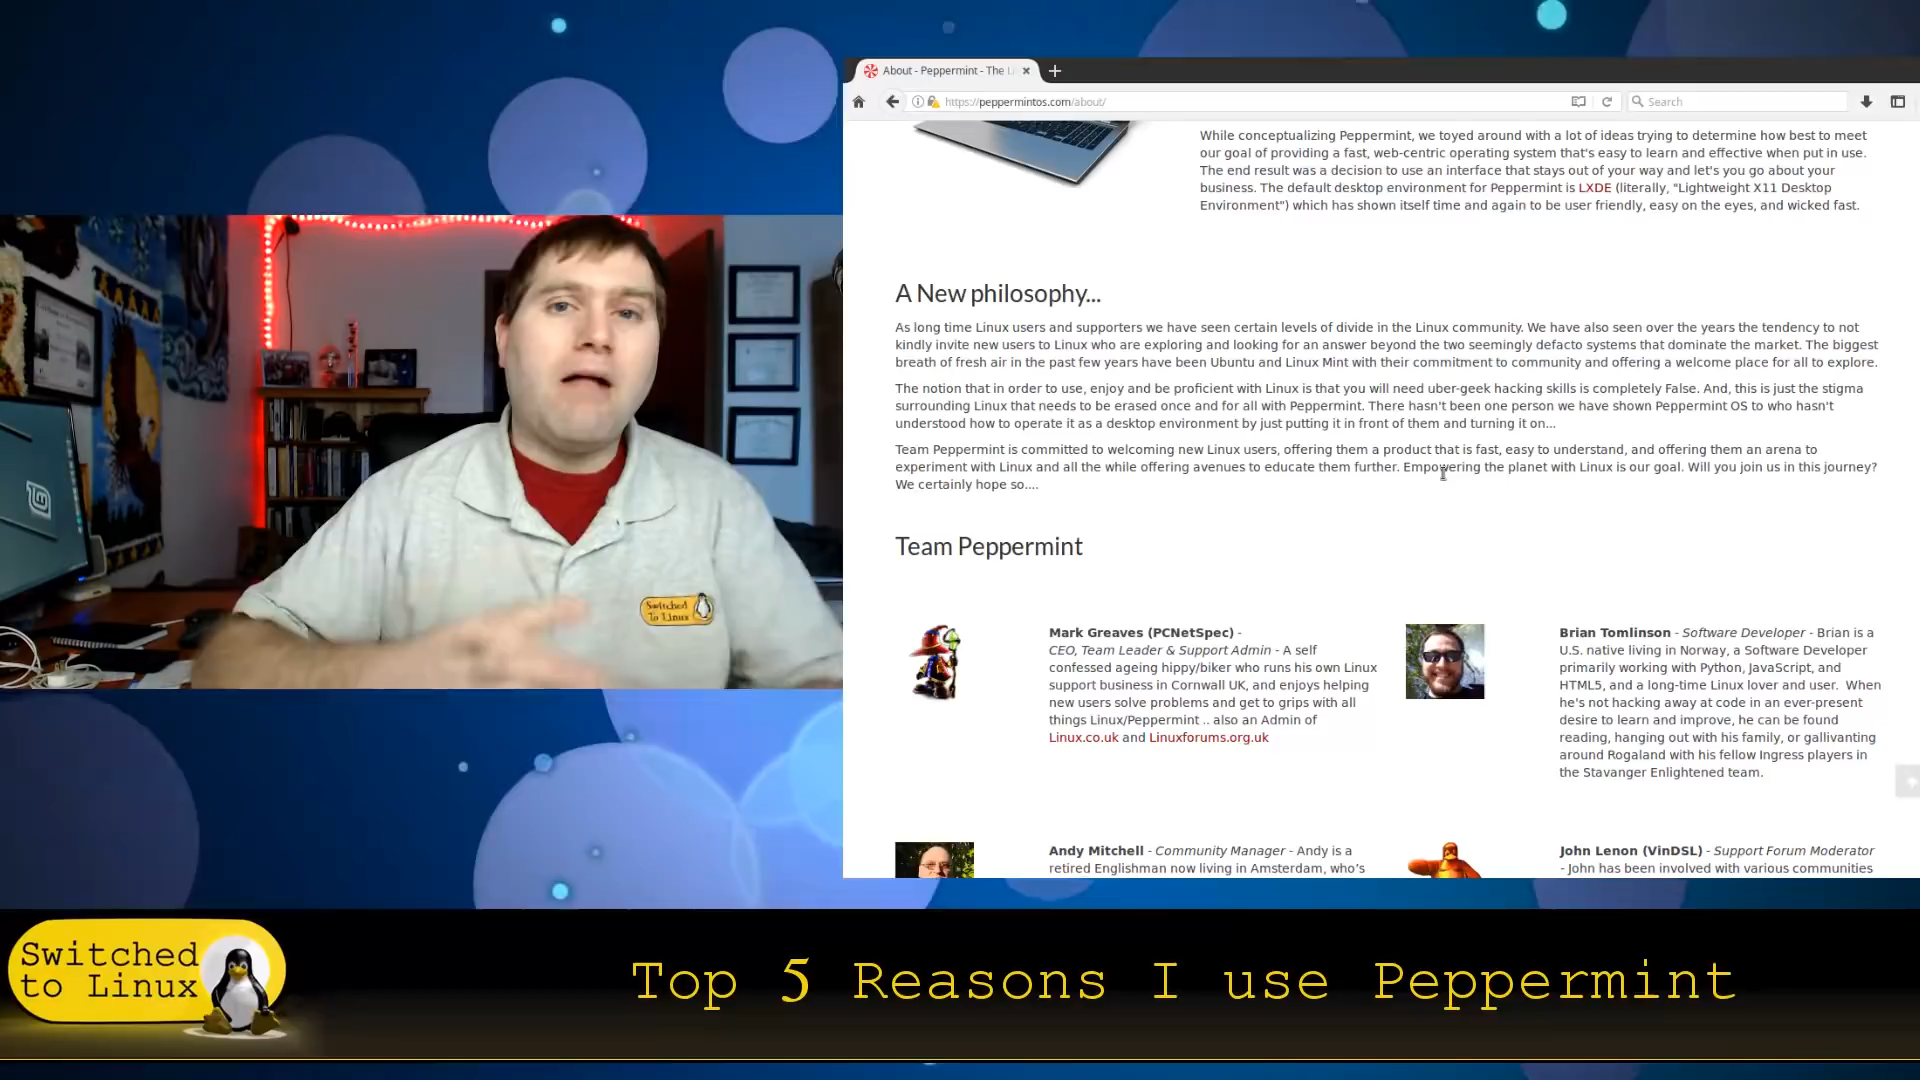 About - Peppermint - The Li
https://peppermintos.com/about/
Search
While conceptualizing Peppermint, we toyed around with a lot of ideas trying to determine how best to meet
our goal of providing a fast, web-centric operating system that's easy to learn and effective when put in use.
The end result was a decision to use an interface that stays out of your way and let's you go about your
business. The default desktop environment for Peppermint is LXDE (literally, "Lightweight X11 Desktop
Environment") which has shown itself time and again to be user friendly, easy on the eyes, and wicked fast.
A New philosophy...
As long time Linux users and supporters we have seen certain levels of divide in the Linux community. We have also seen over the years the tendency to not
kindly invite new users to Linux who are exploring and looking for an answer beyond the two seemingly defacto systems that dominate the market. The biggest
breath of fresh air in the past few years have been Ubuntu and Linux Mint with their commitment to community and offering a welcome place for all to explore.
The notion that in order to use, enjoy and be proficient with Linux is that you will need uber-geek hacking skills is completely False. And, this is just the stigma
surrounding Linux that needs to be erased once and for all with Peppermint. There hasn't been one person we have shown Peppermint OS to who hasn't
understood how to operate it as a desktop environment by just putting it in front of them and turning it on...
Team Peppermint is committed to welcoming new Linux users, offering them a product that is fast, easy to understand, and offering them an arena to
experiment with Linux and all the while offering avenues to educate them further. Empowering the planet with Linux is our goal. Will you join us in this journey?
We certainly hope so....
Team Peppermint
Mark Greaves (PCNetSpec) -
CEO, Team Leader & Support Admin - A self
confessed ageing hippy/biker who runs his own Linux
support business in Cornwall UK, and enjoys helping
new users solve problems and get to grips with all
things Linux/Peppermint .. also an Admin of
Linux.co.uk and Linuxforums.org.uk
Brian Tomlinson - Software Developer - Brian is a
U.S. native living in Norway, a Software Developer
primarily working with Python, JavaScript, and
HTML5, and a long-time Linux lover and user. When
he's not hacking away at code in an ever-present
desire to learn and improve, he can be found
reading, hanging out with his family, or gallivanting
around Rogaland with his fellow Ingress players in
the Stavanger Enlightened team.
Andy Mitchell - Community Manager - Andy is a
retired Englishman now living in Amsterdam, who's
John Lenon (VinDSL) - Support Forum Moderator
- John has been involved with various communities
Switched
To Linux
Switched
to Linux
Top 5 Reasons I use Peppermint